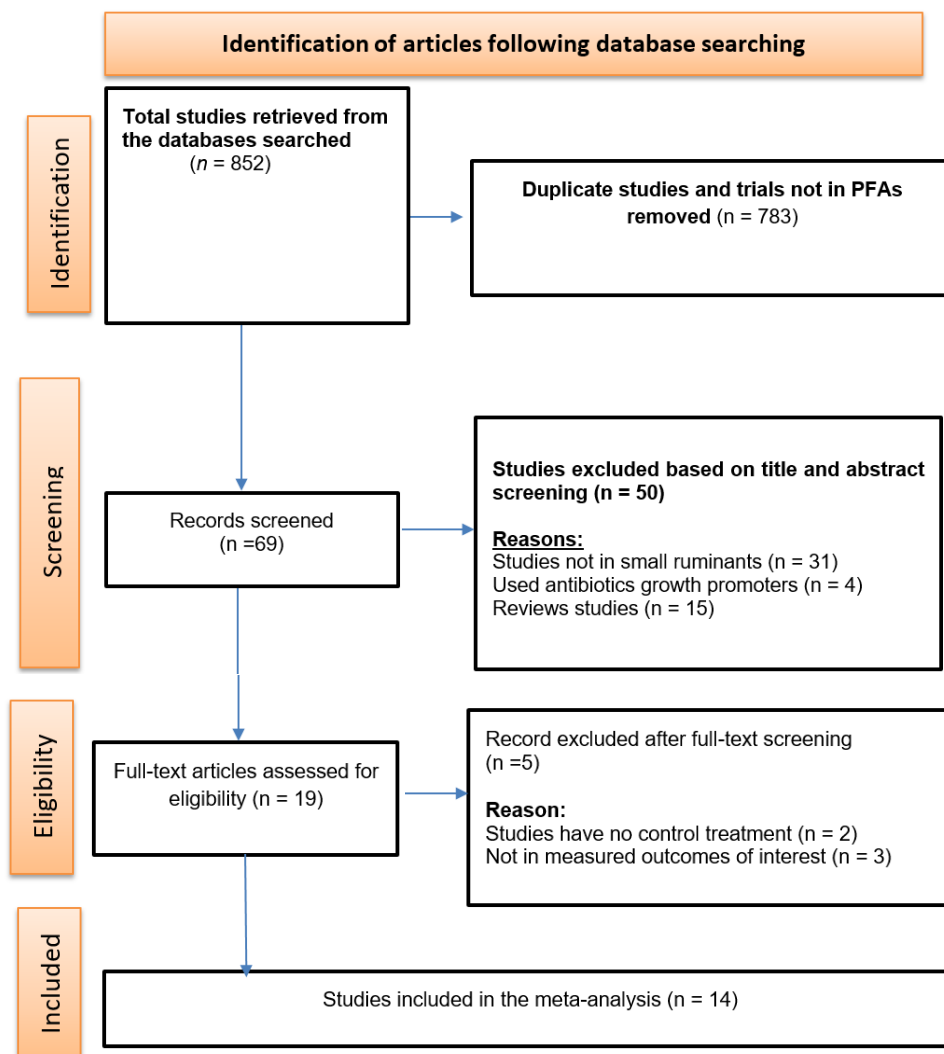 Identification of articles following database searching
Identification
Total studies retrieved from
the databases searched
(n = 852)
Duplicate studies and trials not in PFAs
removed (n = 783)
Screening
Records screened
(n =69)
Studies excluded based on title and abstract
screening (n = 50)
Reasons:
Studies not in small ruminants (n = 31)
Used antibiotics growth promoters (n = 4)
Reviews studies (n = 15)
Eligibility
Full-text articles assessed for
eligibility (n = 19)
Record excluded after full-text screening
(n =5)
Reason:
Studies have no control treatment (n = 2)
Not in measured outcomes of interest (n = 3)
Included
Studies included in the meta-analysis (n = 14)